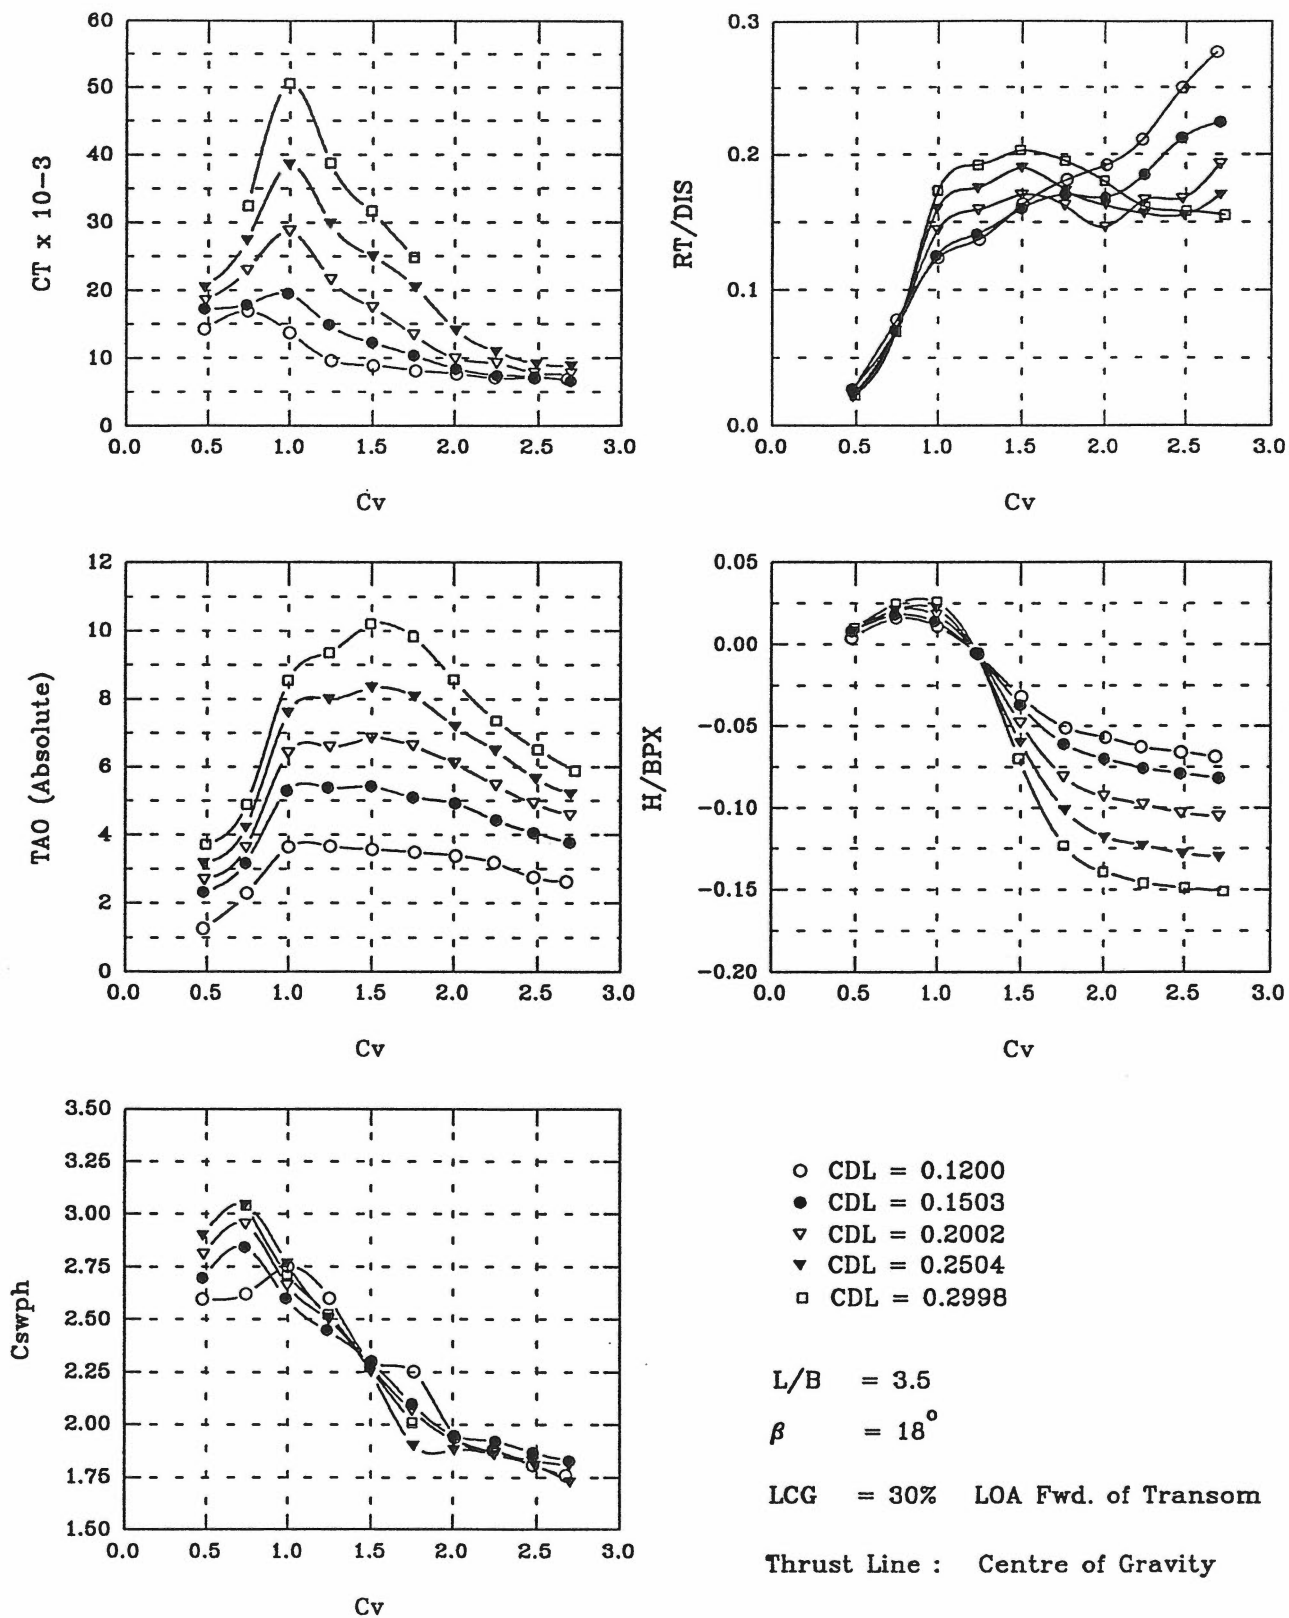 60
50
40
30
20
10
0
CT x 10−3
0.0 0.5 1.0 1.5 2.0 2.5 3.0
Cv
0.3
0.2
0.1
0.0
RT/DIS
0.0 0.5 1.0 1.5 2.0 2.5 3.0
Cv
12
10
8
6
4
2
0
TAO (Absolute)
0.0 0.5 1.0 1.5 2.0 2.5 3.0
Cv
0.05
0.00
−0.05
−0.10
−0.15
−0.20
H/BPX
0.0 0.5 1.0 1.5 2.0 2.5 3.0
Cv
3.50
3.25
3.00
2.75
2.50
2.25
2.00
1.75
1.50
Cswph
0.0 0.5 1.0 1.5 2.0 2.5 3.0
Cv
CDL = 0.1200
CDL = 0.1503
CDL = 0.2002
CDL = 0.2504
CDL = 0.2998
L/B = 3.5
β = 18°
LCG = 30% LOA Fwd. of Transom
Thrust Line : Centre of Gravity